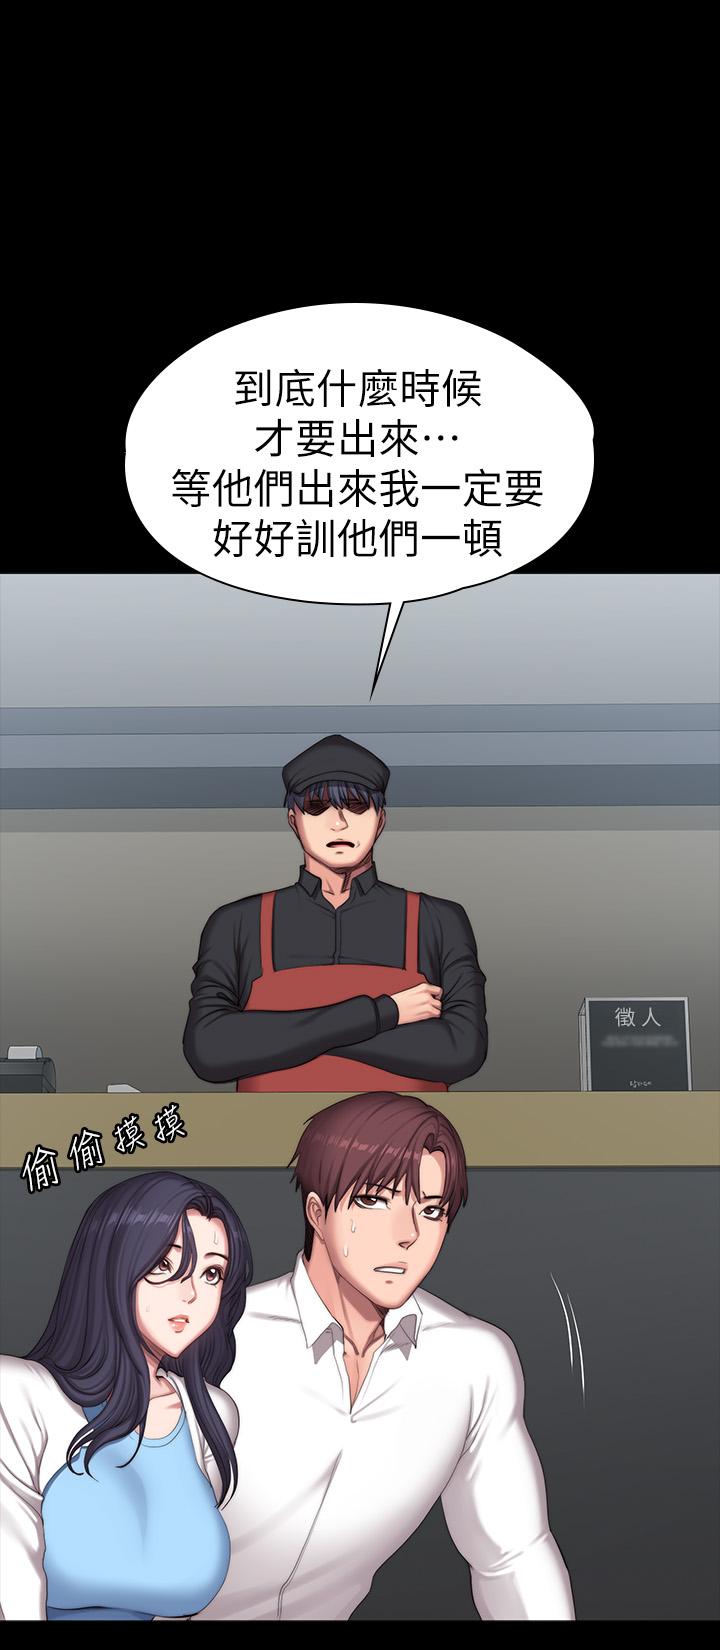 到底什麼時候
才要出來…
等他們出來我一定要
好好訓他們一頓
徵人
偷偷摸摸